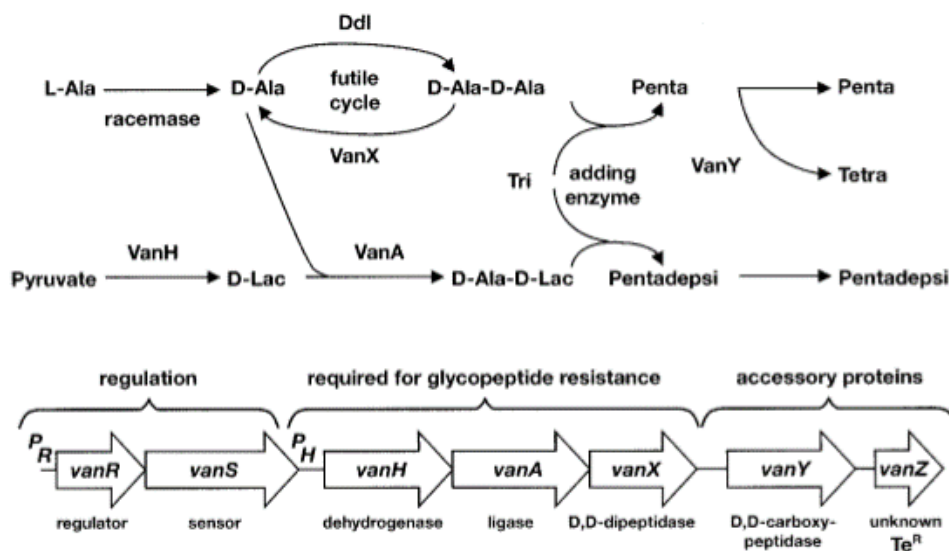 Ddl
L-Ala D-Ala futile D-Ala-D-Ala Penta Penta
racemase cycle
VanX VanY
Tri adding Tetra
enzyme
VanH VanA
Pyruvate D-Lac D-Ala-D-Lac Pentadepsi Pentadepsi
regulation required for glycopeptide resistance accessory proteins
PR PH
vanR vanS vanH vanA vanX vanY vanZ
regulator sensor dehydrogenase ligase D,D-dipeptidase D,D-carboxy- unknown
peptidase TeR